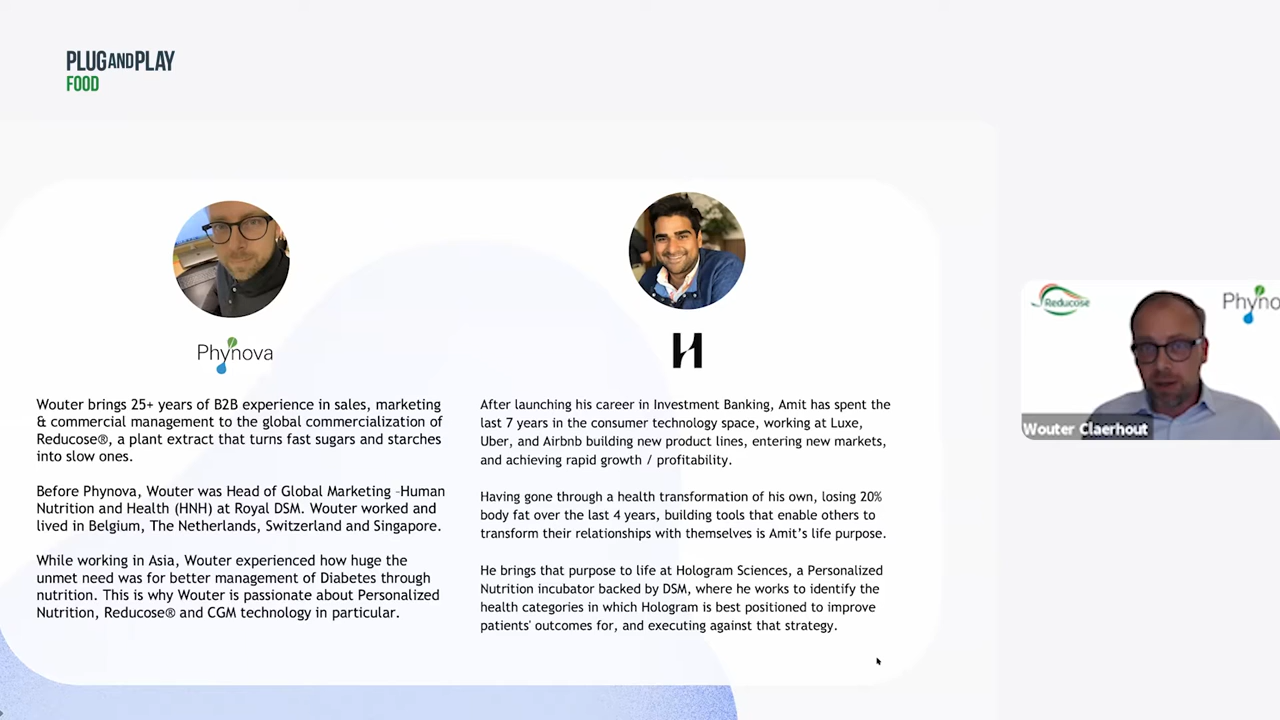 PLUGANDPLAY
FOOD
Phynova
H
Wouter brings 25+ years of B2B experience in sales, marketing
& commercial management to the global commercialization of
Reducose®, a plant extract that turns fast sugars and starches
into slow ones.
Before Phynova, Wouter was Head of Global Marketing -Human
Nutrition and Health (HNH) at Royal DSM. Wouter worked and
lived in Belgium, The Netherlands, Switzerland and Singapore.
While working in Asia, Wouter experienced how huge the
unmet need was for better management of Diabetes through
nutrition. This is why Wouter is passionate about Personalized
Nutrition, Reducose® and CGM technology in particular.
After launching his career in Investment Banking, Amit has spent the
last 7 years in the consumer technology space, working at Luxe,
Uber, and Airbnb building new product lines, entering new markets,
and achieving rapid growth / profitability.
Having gone through a health transformation of his own, losing 20%
body fat over the last 4 years, building tools that enable others to
transform their relationships with themselves is Amit's life purpose.
He brings that purpose to life at Hologram Sciences, a Personalized
Nutrition incubator backed by DSM, where he works to identify the
health categories in which Hologram is best positioned to improve
patients' outcomes for, and executing against that strategy.
Reducose
Phyno
Wouter Claerhout